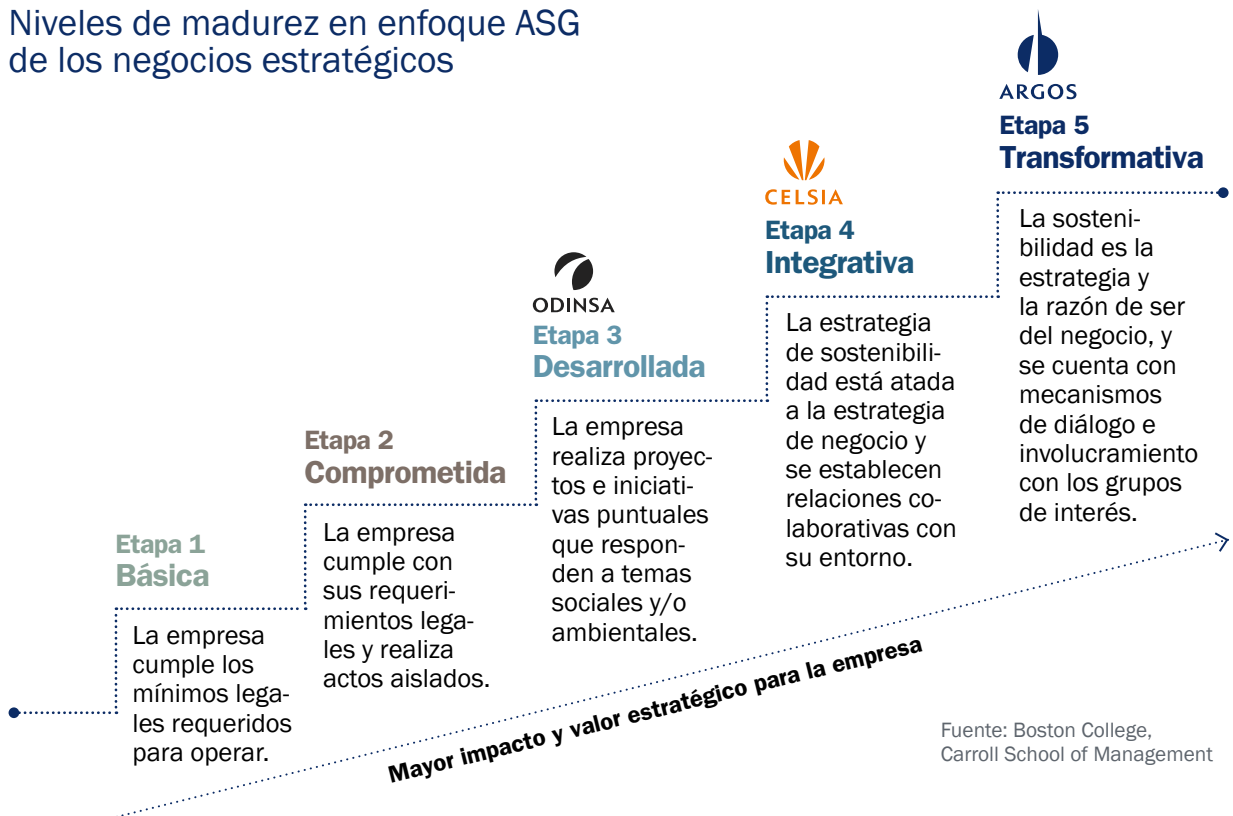 Niveles de madurez en enfoque ASG
de los negocios estratégicos
Etapa 1
Básica
La empresa
cumple los
mínimos lega-
les requeridos
para operar.
Etapa 2
Comprometida
La empresa
cumple con
sus requeri-
mientos lega-
les y realiza
actos aislados.
ODINSA
Etapa 3
Desarrollada
La empresa
realiza proyec-
tos e iniciati-
vas puntuales
que respon-
den a temas
sociales y/o
ambientales.
CELSIA
Etapa 4
Integrativa
La estrategia
de sostenibili-
dad está atada
a la estrategia
de negocio y
se establecen
relaciones co-
laborativas con
su entorno.
ARGOS
Etapa 5
Transformativa
La sosteni-
bilidad es la
estrategia y
la razón de ser
del negocio, y
se cuenta con
mecanismos
de diálogo e
involucramiento
con los grupos
de interés.
Mayor impacto y valor estratégico para la empresa
Fuente: Boston College,
Carroll School of Management